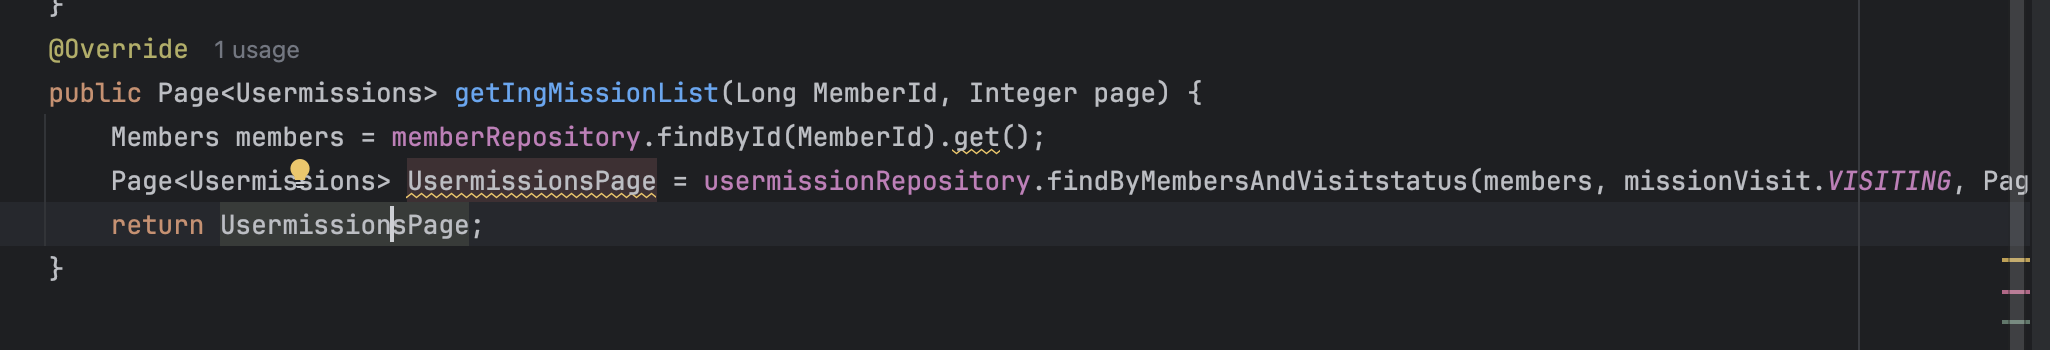 }
@Override 1 usage
public Page<Usermissions> getIngMissionList(Long MemberId, Integer page) {
Members members = memberRepository.findById(MemberId).get();
Page<Usermissions> UsermissionsPage = usermissionRepository.findByMembersAndVisitstatus(members, missionVisit.VISITING, Pag
return UsermissionsPage;
}